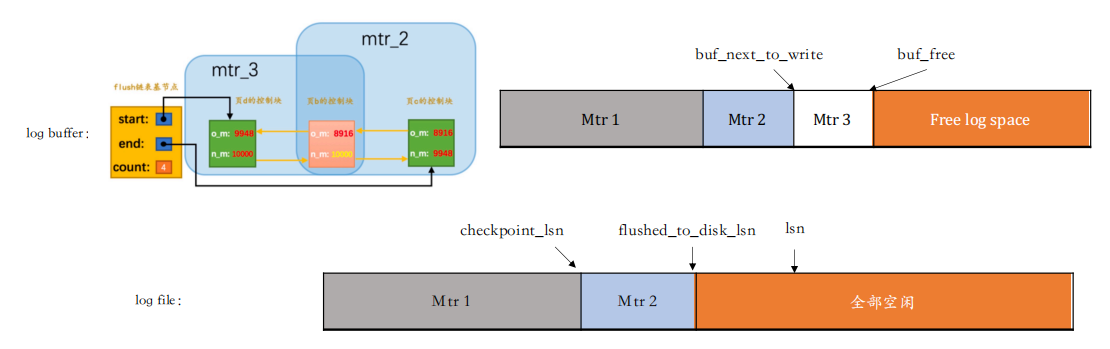 mtr_2
mtr_3
flush链表基节点
页d的控制块
页b的控制块
页c的控制块
start:
end:
count: 4
o_m: 9948
n_m: 10000
o_m: 8916
n_m: 10000
o_m: 8916
n_m: 9948
log buffer:
buf_next_to_write
buf_free
Mtr 1
Mtr 2
Mtr 3
Free log space
checkpoint_lsn
flushed_to_disk_lsn
lsn
log file:
Mtr 1
Mtr 2
全部空闲